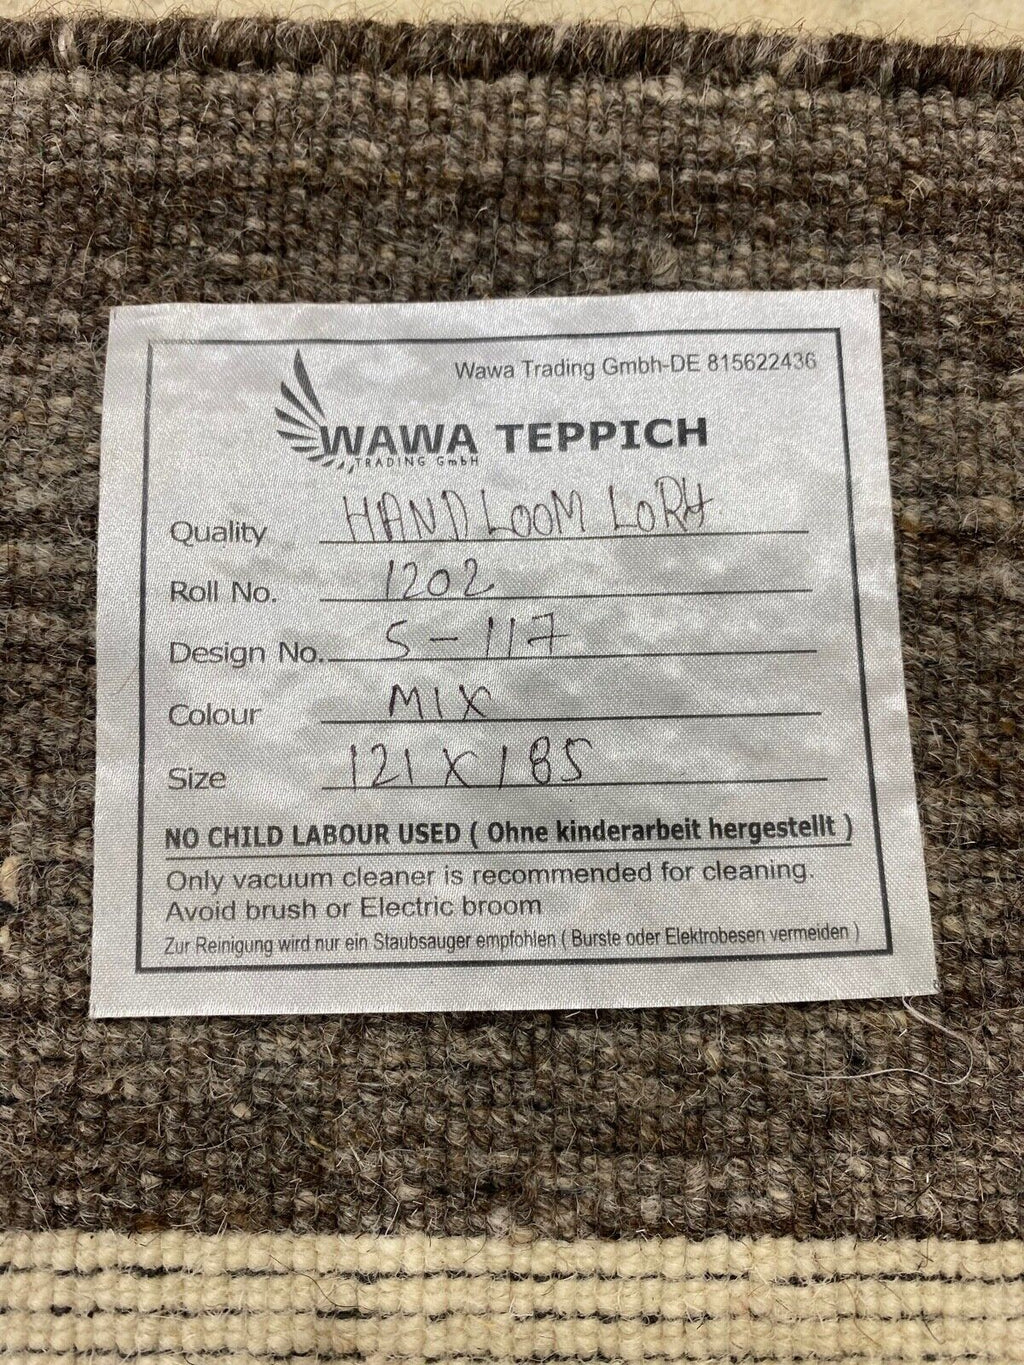 Wawa Trading Gmbh-DE 815622436
WAWA TEPPICH
TRADING GmbH
Quality HANDLOOM LORH
Roll No. 1202
Design No. S-117
Colour MIX
Size 121 X 185
NO CHILD LABOUR USED ( Ohne kinderarbeit hergestellt )
Only vacuum cleaner is recommended for cleaning.
Avoid brush or Electric broom
Zur Reinigung wird nur ein Staubsauger empfohlen ( Burste oder Elektrobesen vermeiden )